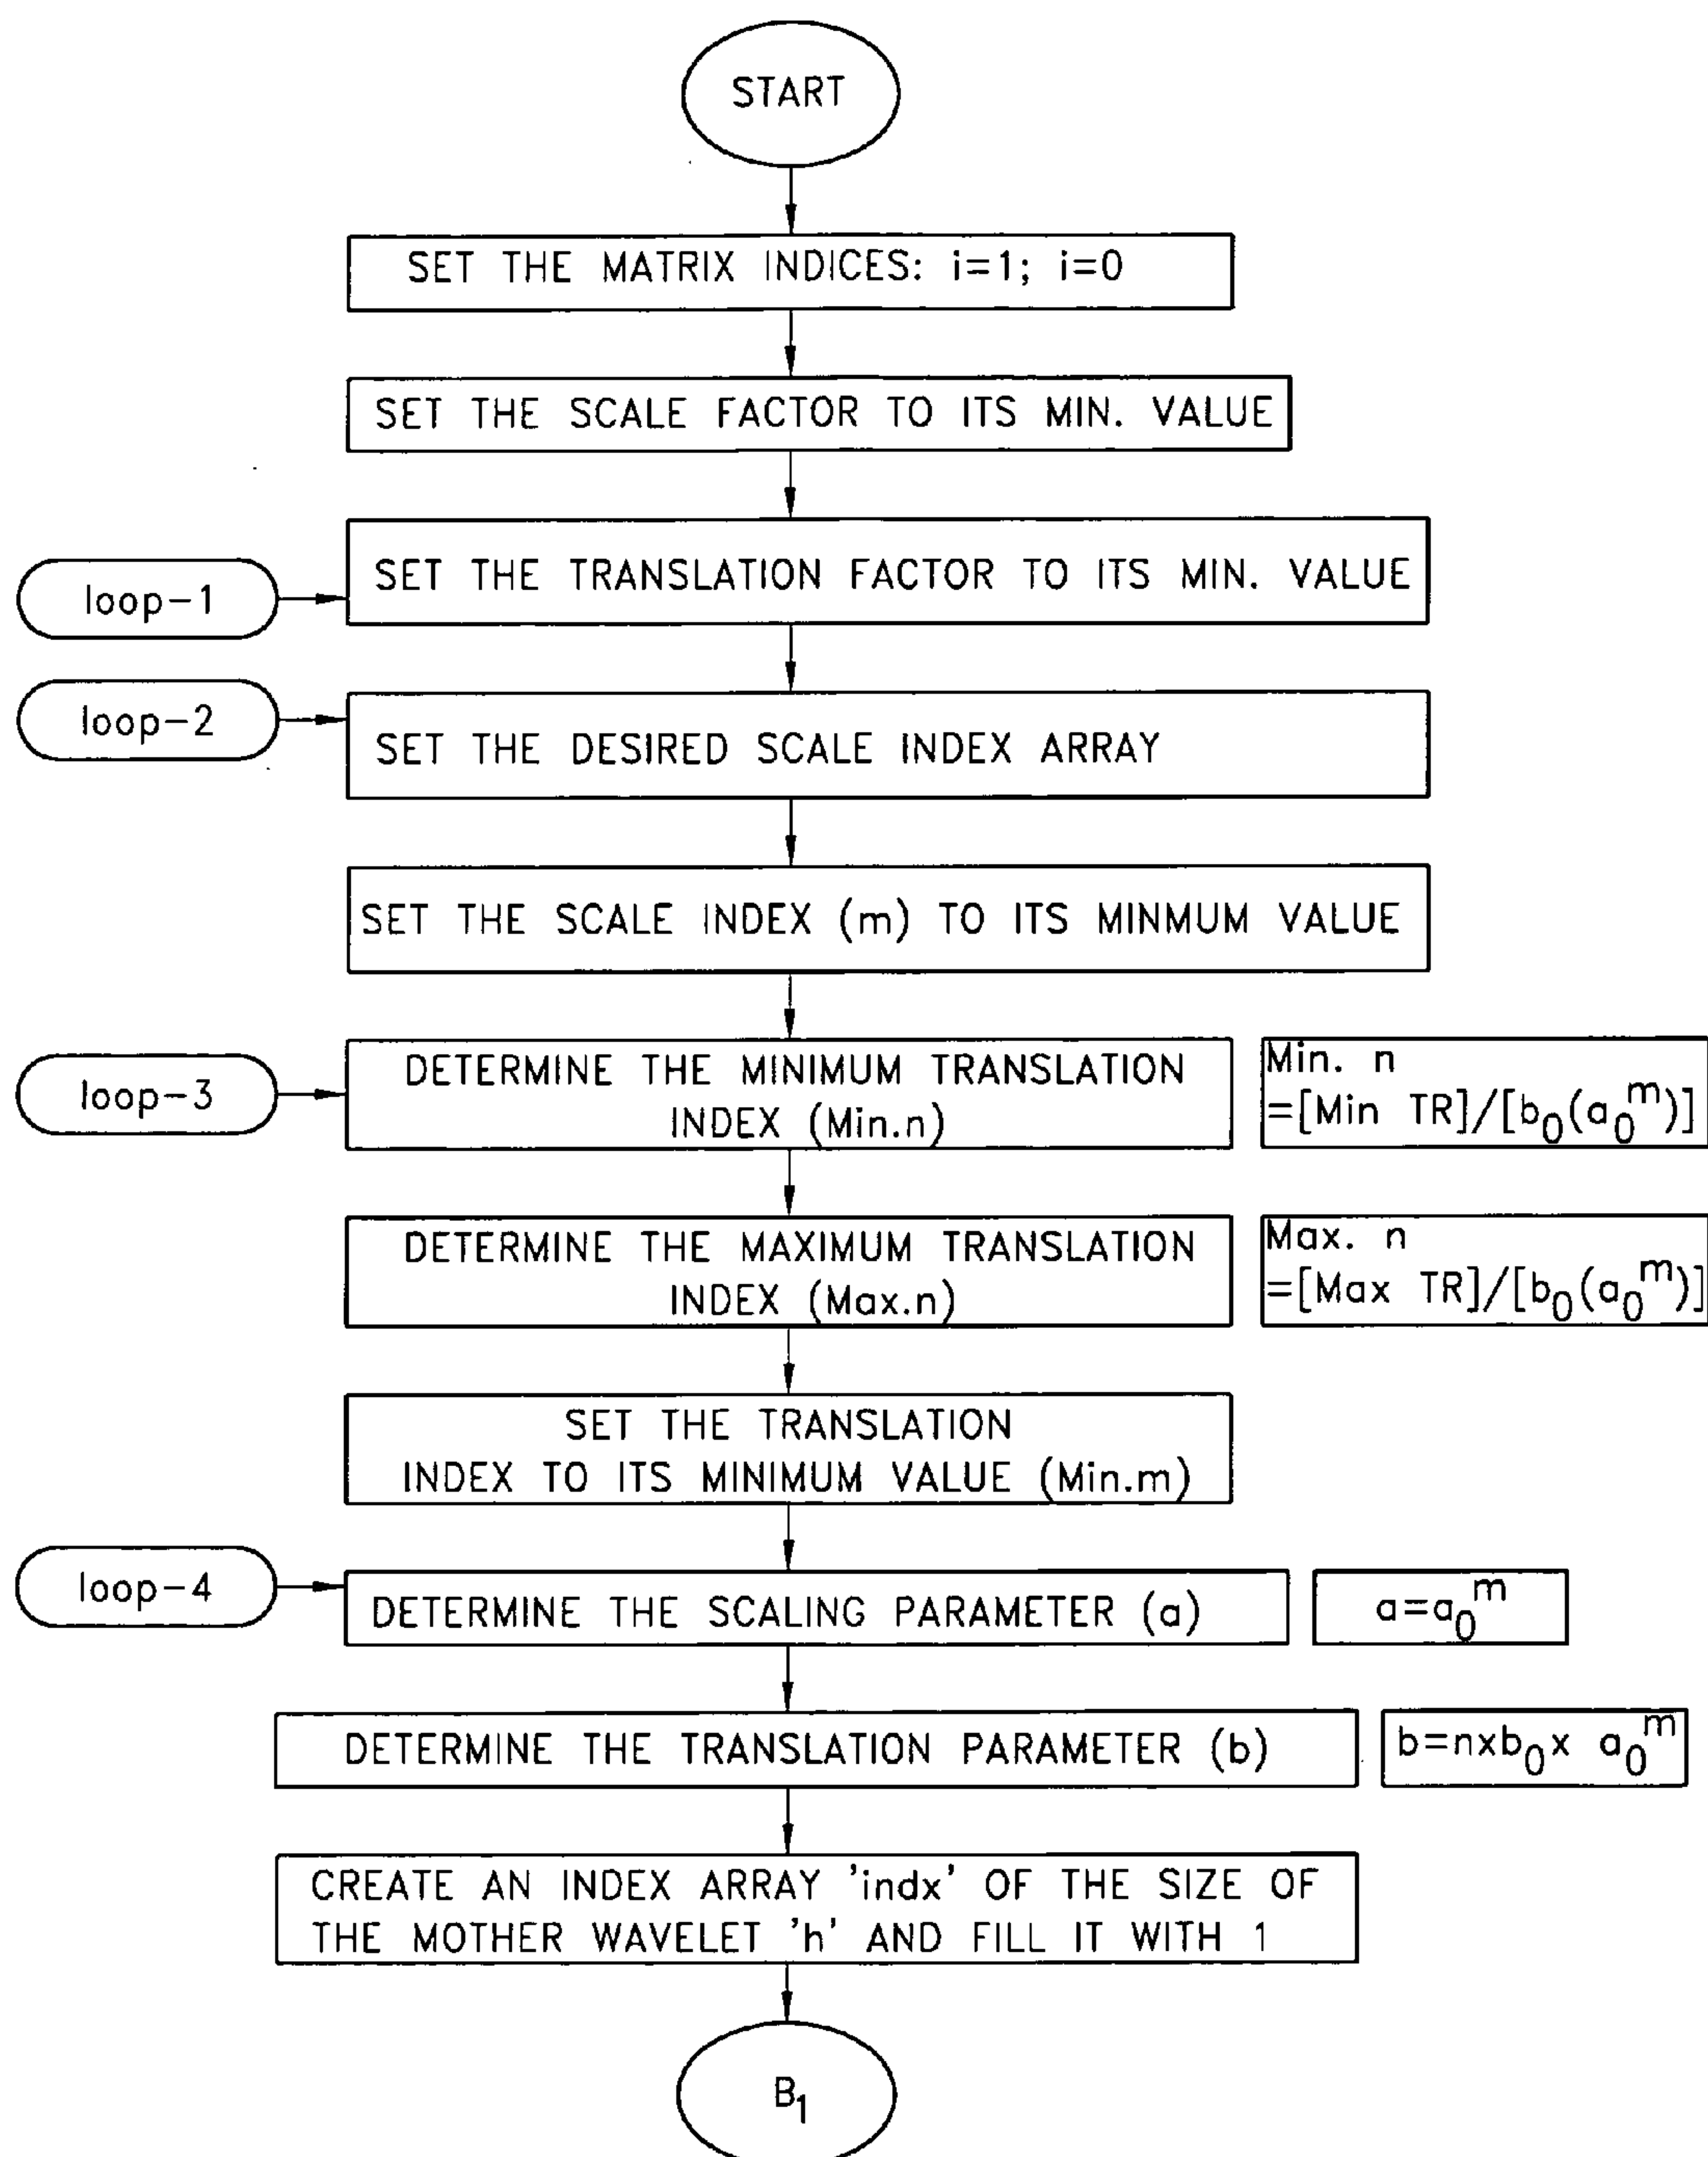 START
SET THE MATRIX INDICES: i=1; i=0
SET THE SCALE FACTOR TO ITS MIN. VALUE
loop-1
SET THE TRANSLATION FACTOR TO ITS MIN. VALUE
loop-2
SET THE DESIRED SCALE INDEX ARRAY
SET THE SCALE INDEX (m) TO ITS MINMUM VALUE
loop-3
DETERMINE THE MINIMUM TRANSLATION
INDEX (Min.n)
Min. n
=[Min TR]/[b₀(a₀ᵐ)]
DETERMINE THE MAXIMUM TRANSLATION
INDEX (Max.n)
Max. n
=[Max TR]/[b₀(a₀ᵐ)]
SET THE TRANSLATION
INDEX TO ITS MINIMUM VALUE (Min.m)
loop-4
DETERMINE THE SCALING PARAMETER (a)
a=a₀ᵐ
DETERMINE THE TRANSLATION PARAMETER (b)
b=nxb₀x a₀ᵐ
CREATE AN INDEX ARRAY 'indx' OF THE SIZE OF
THE MOTHER WAVELET 'h' AND FILL IT WITH 1
B₁